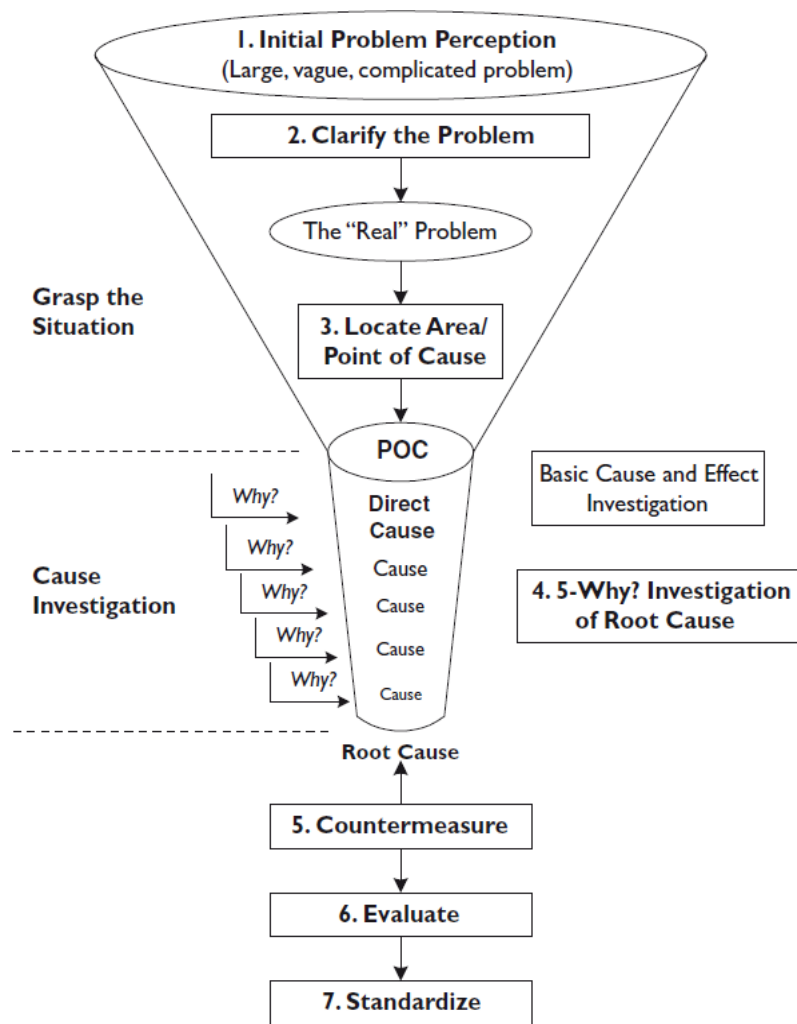 1. Initial Problem Perception
(Large, vague, complicated problem)
2. Clarify the Problem
The “Real” Problem
Grasp the
Situation
3. Locate Area/
Point of Cause
POC
Basic Cause and Effect
Investigation
Why?
Direct
Cause
Why?
Cause
Cause
Investigation
4. 5-Why? Investigation
of Root Cause
Why?
Cause
Why?
Cause
Why?
Cause
Root Cause
5. Countermeasure
6. Evaluate
7. Standardize